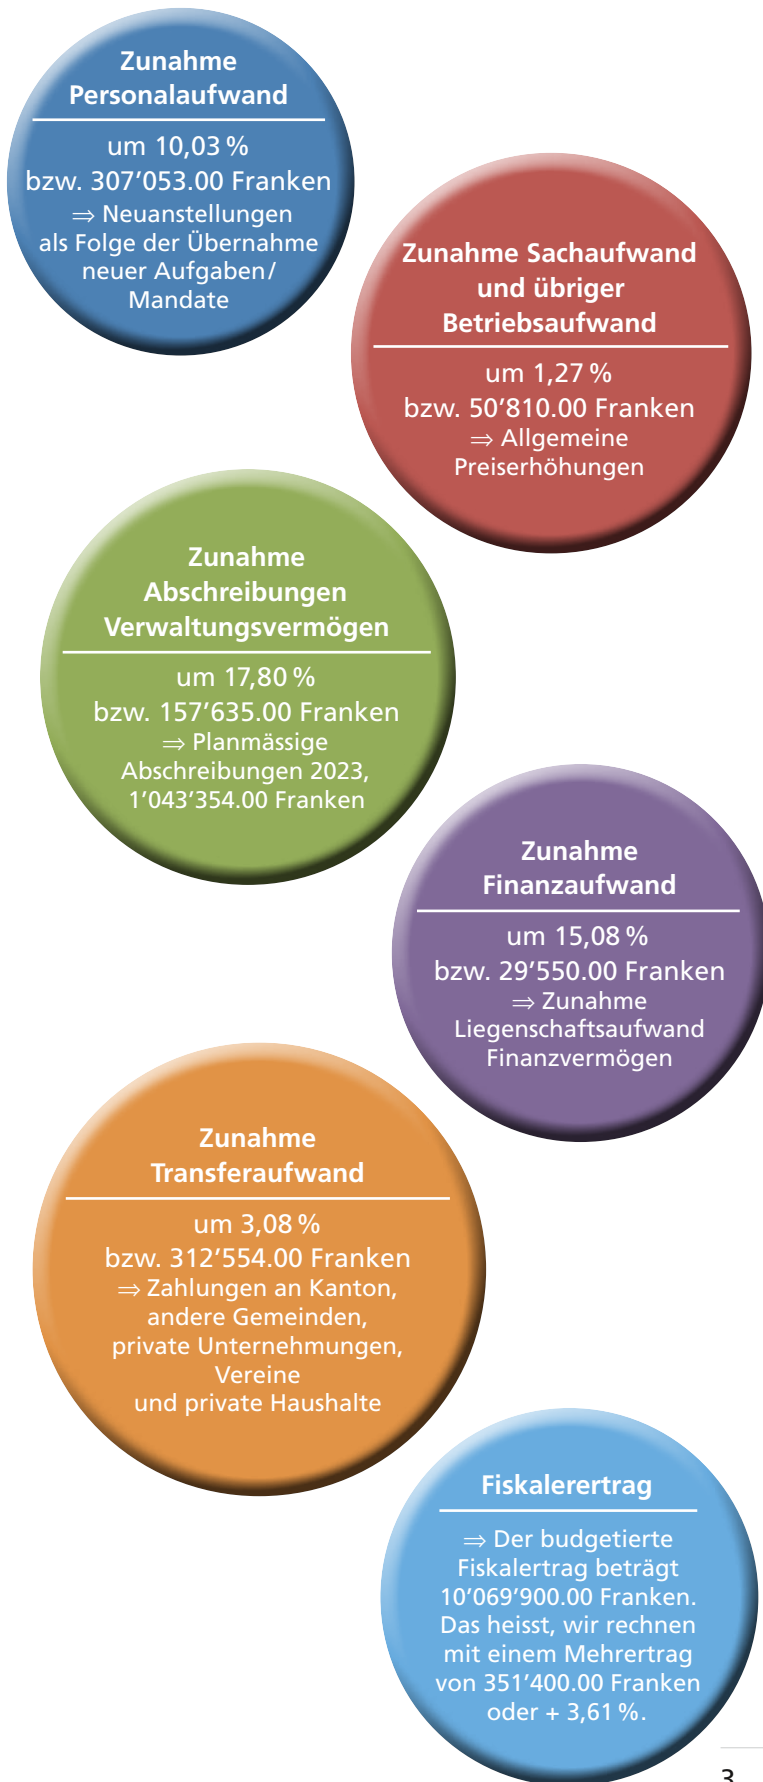 Zunahme
Personalaufwand
um 10,03 %
bzw. 307’053.00 Franken
⇒ Neuanstellungen
als Folge der Übernahme
neuer Aufgaben/
Mandate
Zunahme Sachaufwand
und übriger
Betriebsaufwand
um 1,27 %
bzw. 50’810.00 Franken
⇒ Allgemeine
Preiserhöhungen
Zunahme
Abschreibungen
Verwaltungsvermögen
um 17,80 %
bzw. 157’635.00 Franken
⇒ Planmässige
Abschreibungen 2023,
1’043’354.00 Franken
Zunahme
Finanzaufwand
um 15,08 %
bzw. 29’550.00 Franken
⇒ Zunahme
Liegenschaftsaufwand
Finanzvermögen
Zunahme
Transferaufwand
um 3,08 %
bzw. 312’554.00 Franken
⇒ Zahlungen an Kanton,
andere Gemeinden,
private Unternehmungen,
Vereine
und private Haushalte
Fiskalerertrag
⇒ Der budgetierte
Fiskalertrag beträgt
10’069’900.00 Franken.
Das heisst, wir rechnen
mit einem Mehrertrag
von 351’400.00 Franken
oder + 3,61 %.
3